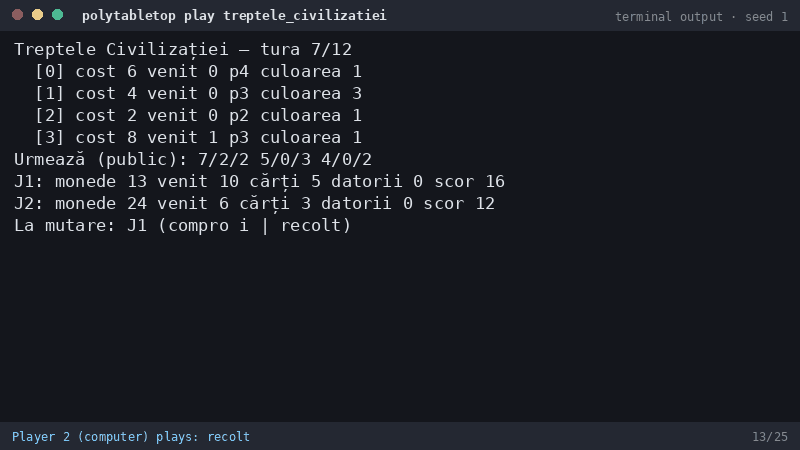 polytabletop play treptele_civilizatiei
terminal output · seed 1
Treptele Civilizației — tura 7/12
[0] cost 6 venit 0 p4 culoarea 1
[1] cost 4 venit 0 p3 culoarea 3
[2] cost 2 venit 0 p2 culoarea 1
[3] cost 8 venit 1 p3 culoarea 1
Urmează (public): 7/2/2 5/0/3 4/0/2
J1: monede 13 venit 10 cărți 5 datorii 0 scor 16
J2: monede 24 venit 6 cărți 3 datorii 0 scor 12
La mutare: J1 (compro i | recolt)
Player 2 (computer) plays: recolt
13/25